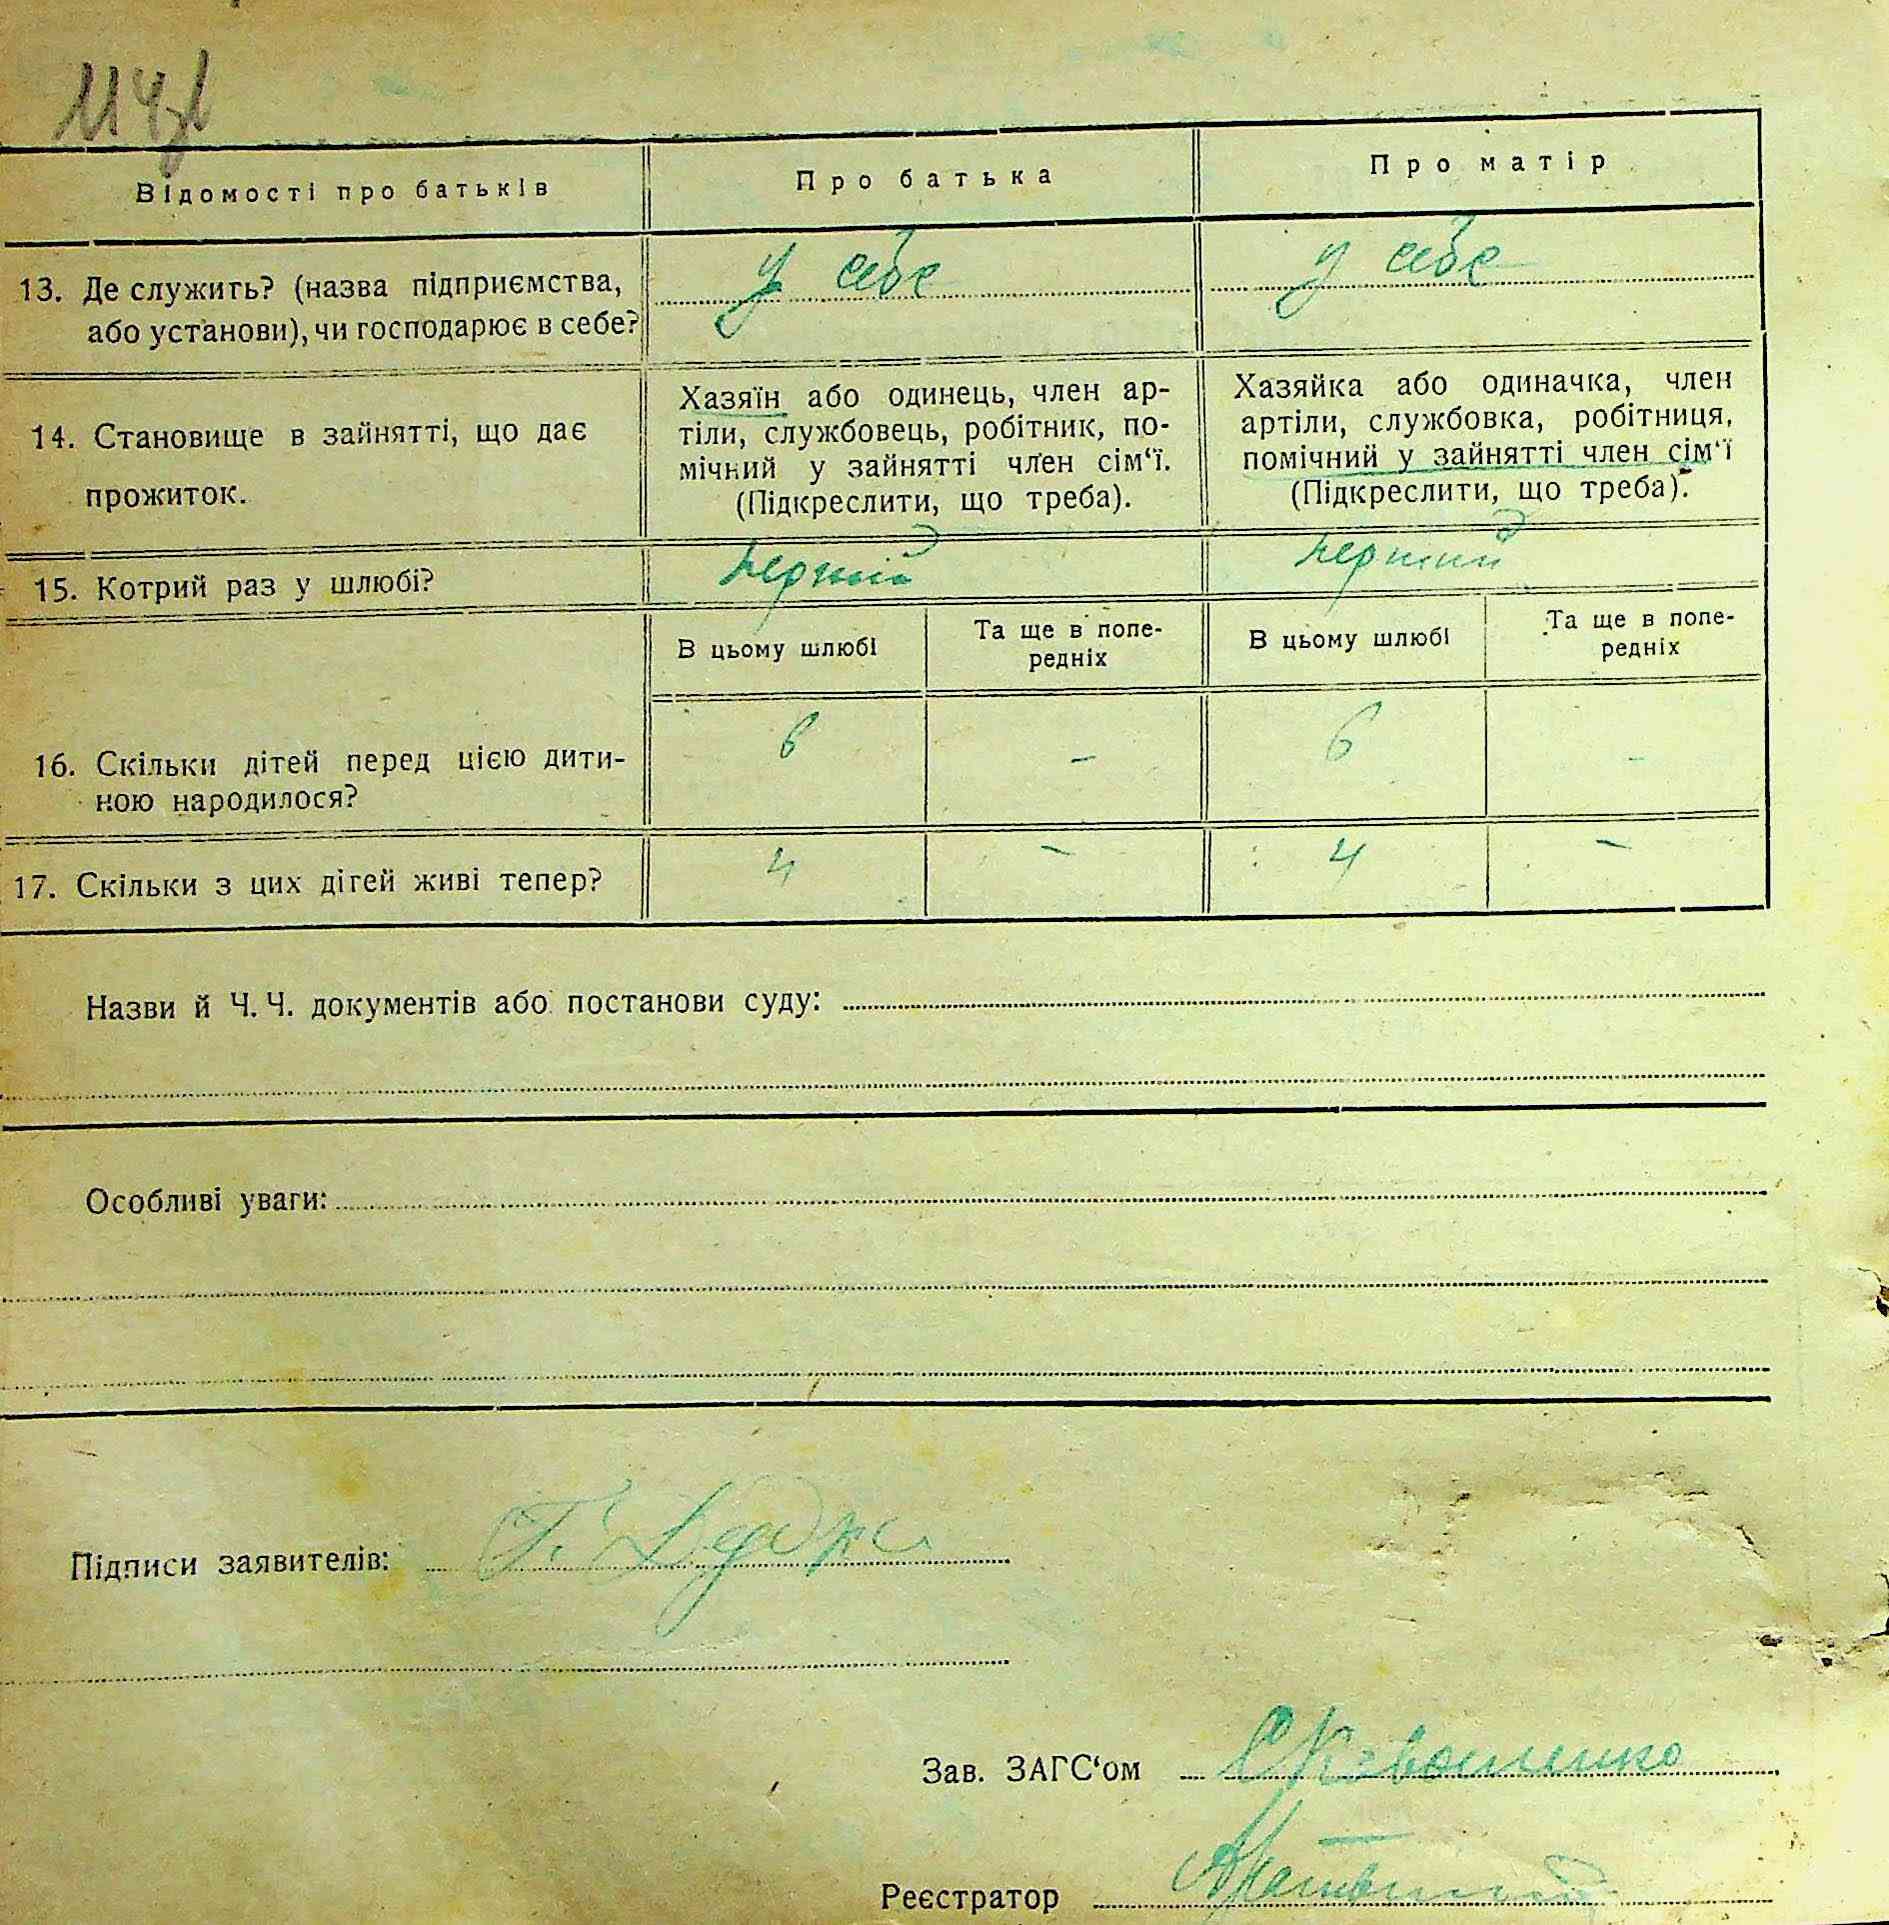 114
Відомості про батьків
Про батька
Про матір
13. Де служить? (назва підприємства,
або установи), чи господарює в себе?
у себе
у себе
14. Становище в зайнятті, що дає
прожиток.
Хазяїн або одинець, член ар-
тіли, службовець, робітник, по-
мічний у зайнятті член сім‘ї.
(Підкреслити, що треба).
Хазяйка або одиначка, член
артіли, службовка, робітниця,
помічний у зайнятті член сім‘ї
(Підкреслити, що треба).
15. Котрий раз у шлюбі?
перший
перший
В цьому шлюбі
Та ще в попе-
редніх
В цьому шлюбі
Та ще в попе-
редніх
16. Скільки дітей перед цією дити-
ною народилося?
6
–
6
–
17. Скільки з цих дітей живі тепер?
4
–
4
–
Назви й Ч. Ч. документів або постанови суду:
Особливі уваги:
Підписи заявителів:
Зав. ЗАГС‘ом
Реєстратор